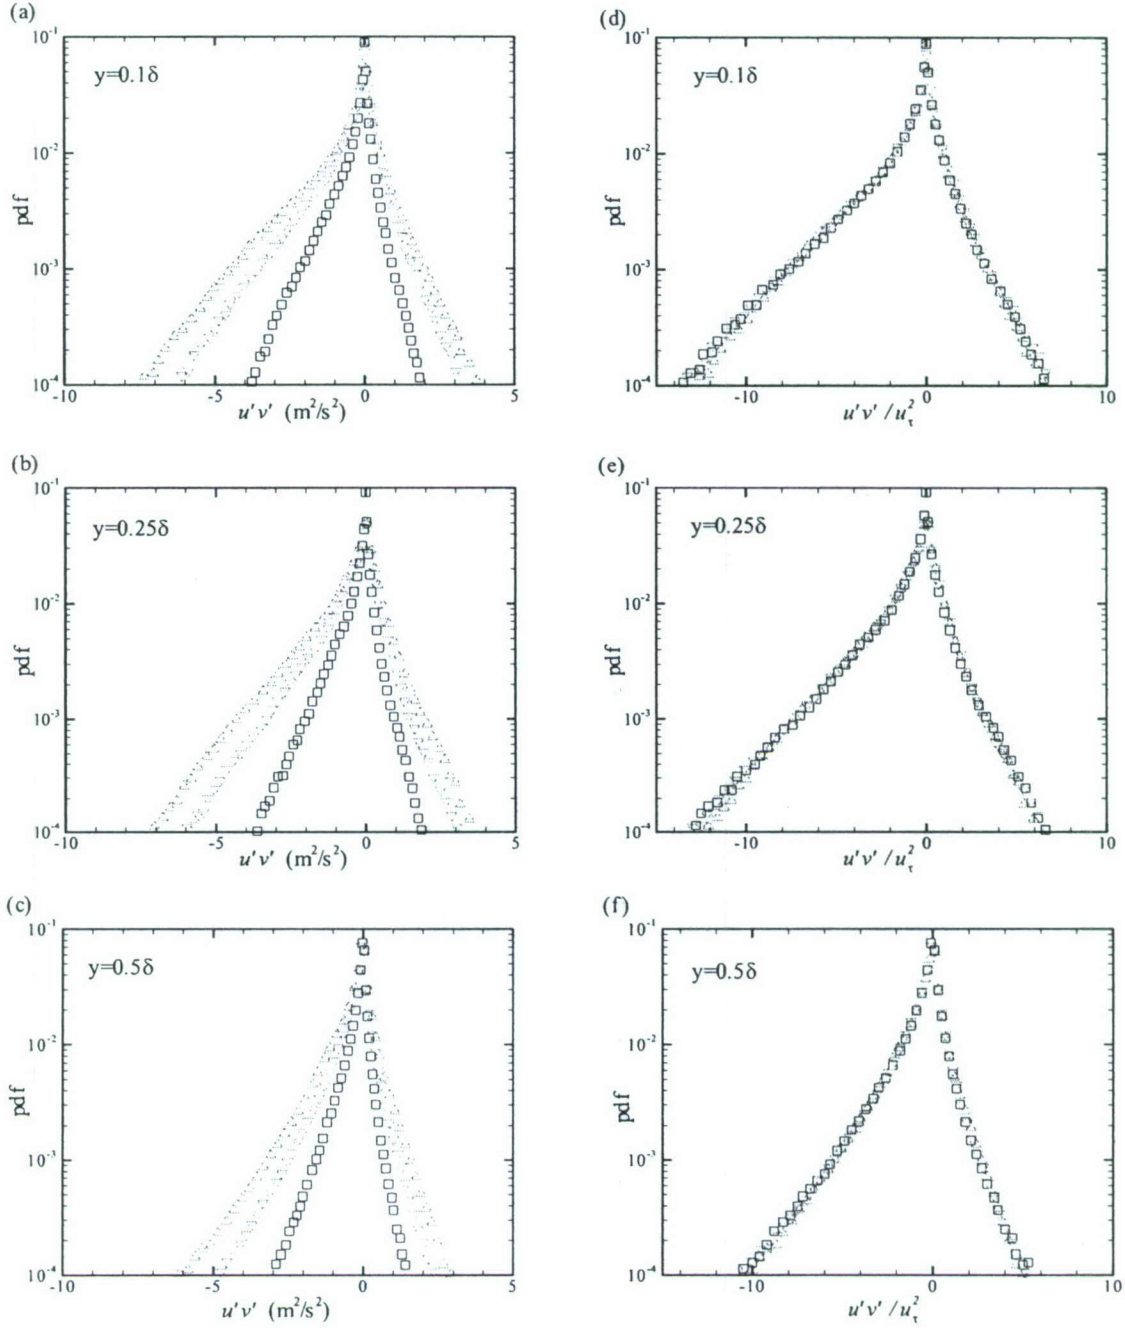 (a)
10⁻¹
10⁻²
10⁻³
10⁻⁴
pdf
y=0.1δ
-10 -5 0 5
u'v' (m²/s²)
(d)
10⁻¹
10⁻²
10⁻³
10⁻⁴
pdf
y=0.1δ
-10 0 10
u'v' /u²τ
(b)
10⁻¹
10⁻²
10⁻³
10⁻⁴
pdf
y=0.25δ
-10 -5 0 5
u'v' (m²/s²)
(e)
10⁻¹
10⁻²
10⁻³
10⁻⁴
pdf
y=0.25δ
-10 0 10
u'v' /u²τ
(c)
10⁻¹
10⁻²
10⁻³
10⁻⁴
pdf
y=0.5δ
-10 -5 0 5
u'v' (m²/s²)
(f)
10⁻¹
10⁻²
10⁻³
10⁻⁴
pdf
y=0.5δ
-10 0 10
u'v' /u²τ